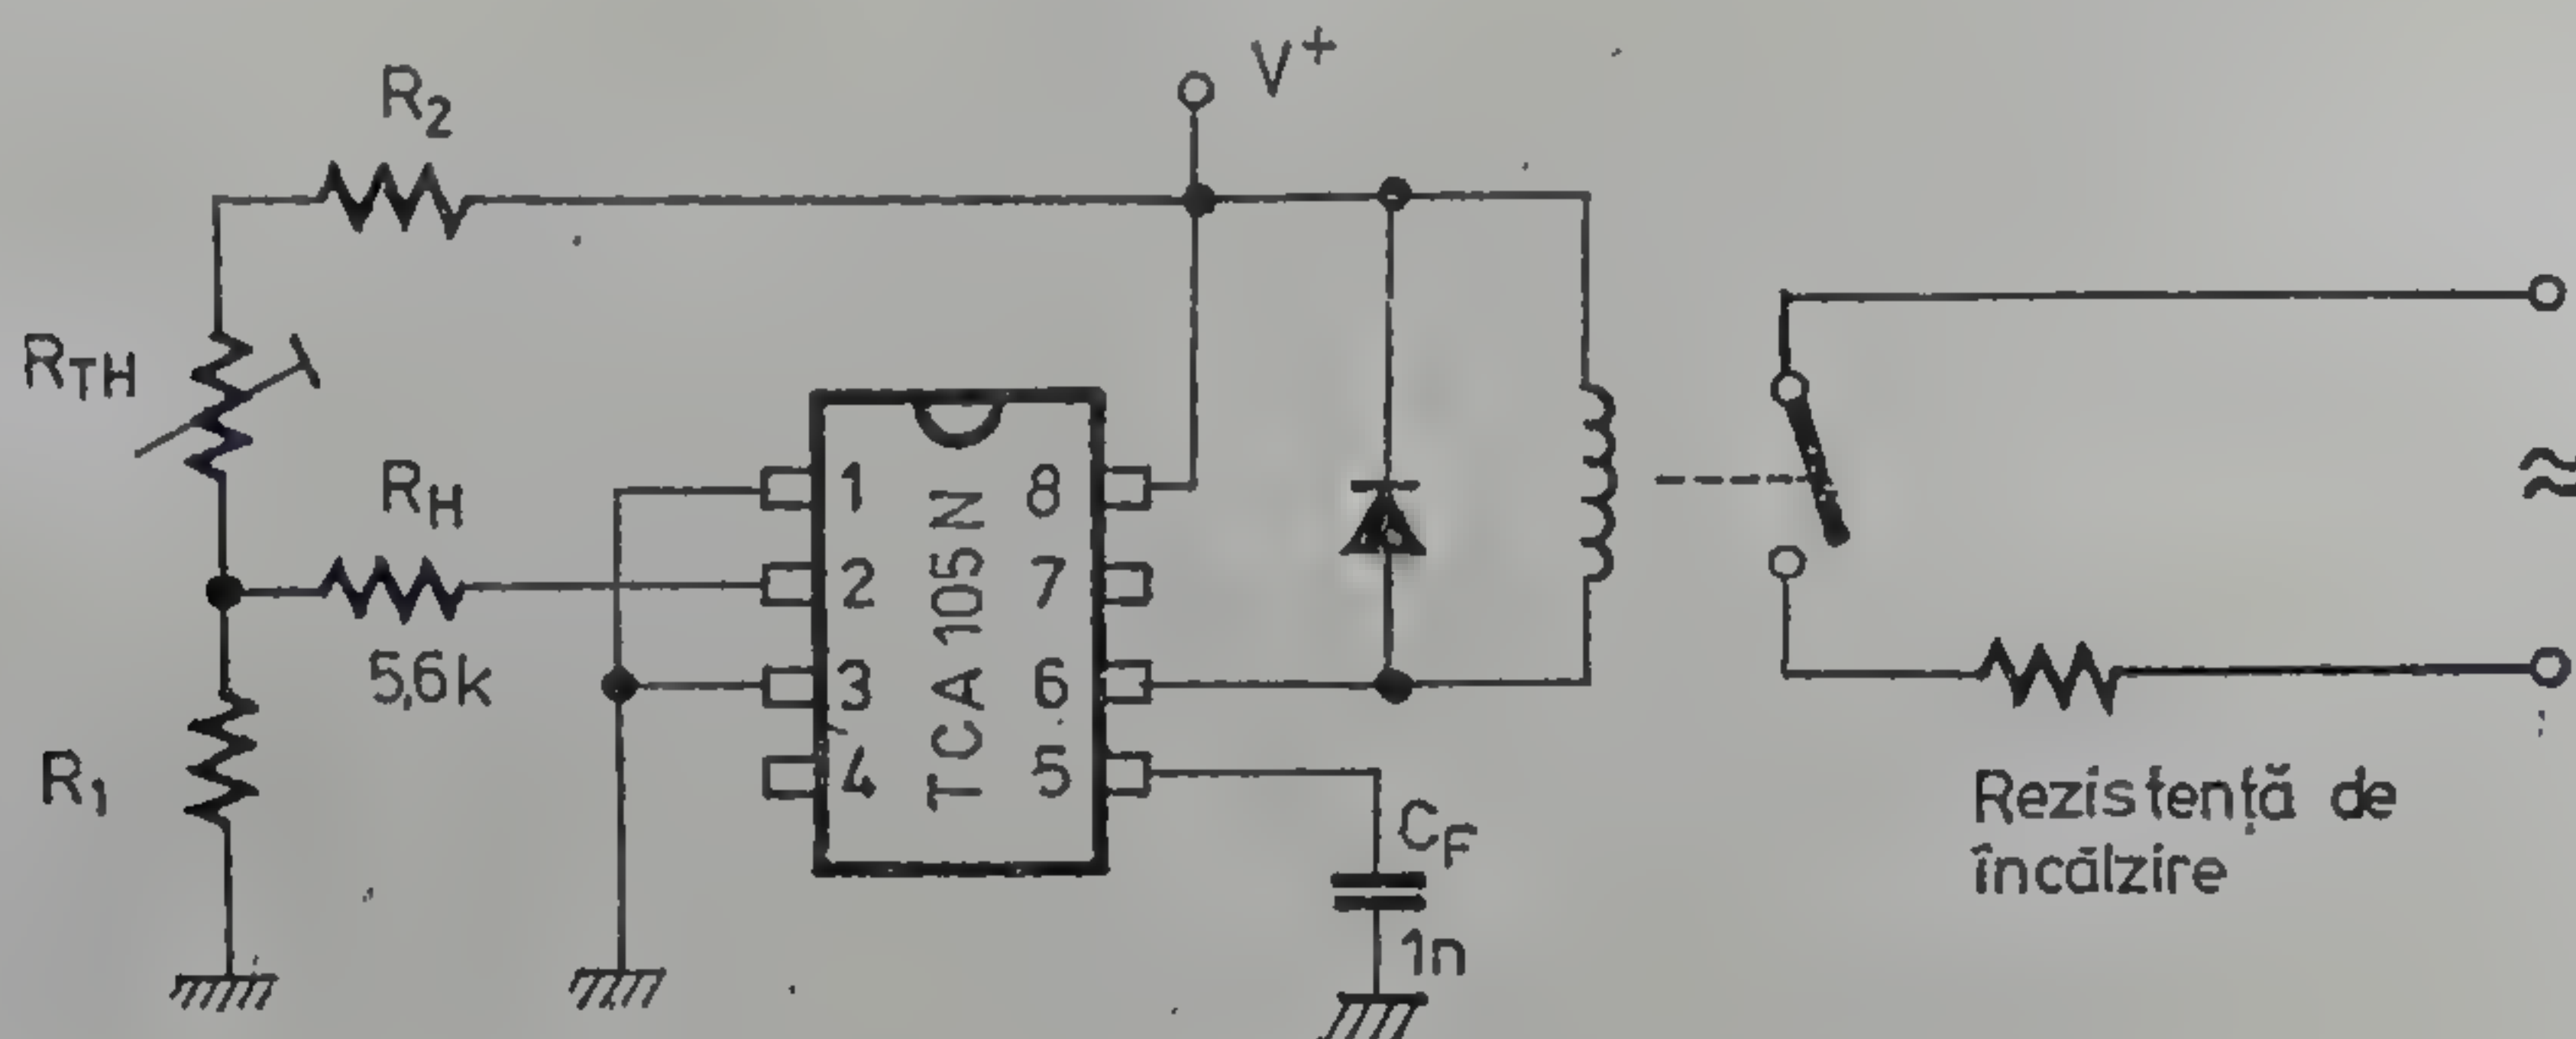 V+
R2
RTH
RH
5,6k
R1
1
2
3
4
TCA 105N
8
7
6
5
CF
1n
≈
Rezistență de
încălzire